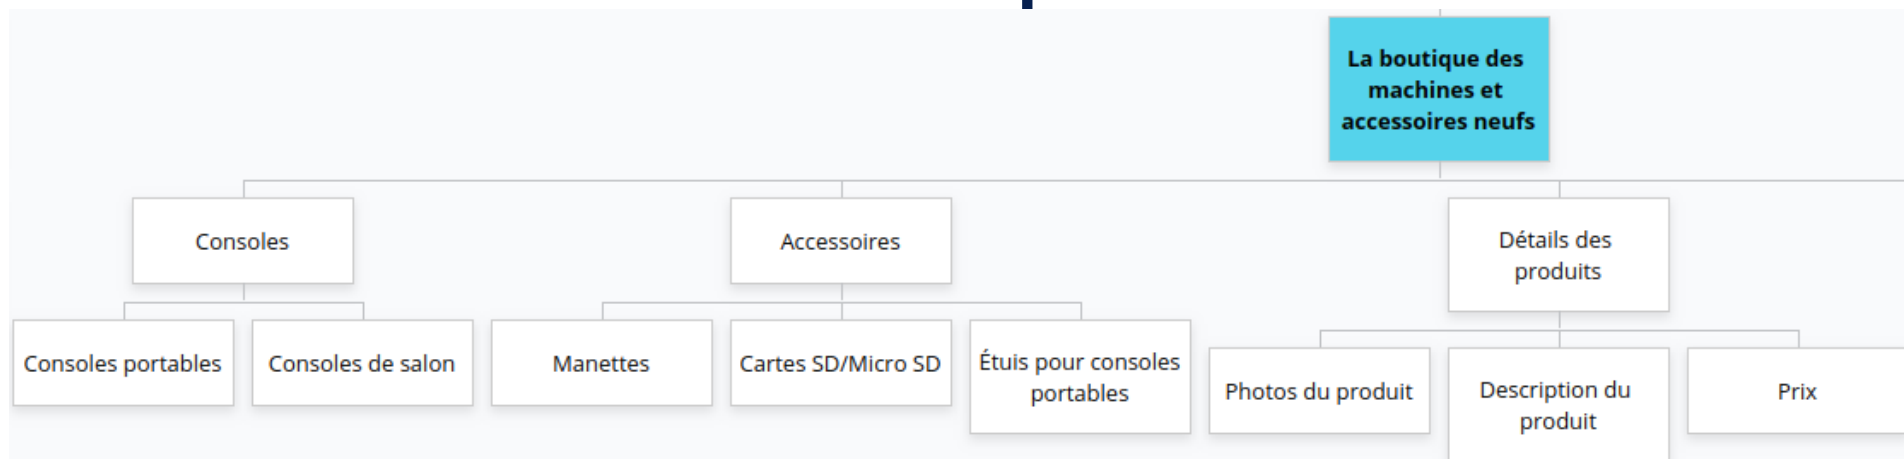 La boutique des
machines et
accessoires neufs
Consoles
Accessoires
Détails des
produits
Consoles portables
Consoles de salon
Manettes
Cartes SD/Micro SD
Étuis pour consoles
portables
Photos du produit
Description du
produit
Prix